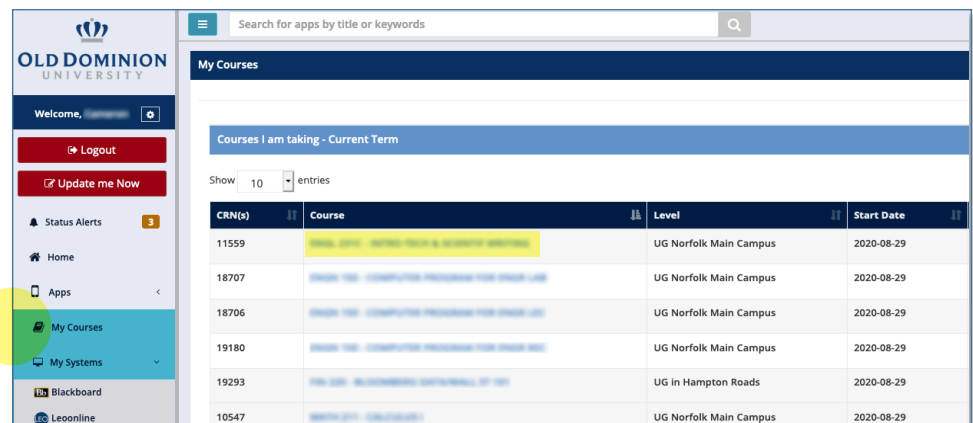 Search for apps by title or keywords
OLD DOMINION
UNIVERSITY
My Courses
Welcome,
Logout
Courses I am taking - Current Term
Update me Now
Show 10 entries
Status Alerts 3
CRN(s) Course Level Start Date
Home
11559 UG Norfolk Main Campus 2020-08-29
Apps
18707 UG Norfolk Main Campus 2020-08-29
My Courses
18706 UG Norfolk Main Campus 2020-08-29
My Systems
19180 UG Norfolk Main Campus 2020-08-29
Bb Blackboard
19293 UG in Hampton Roads 2020-08-29
LEO Leoonline
10547 UG Norfolk Main Campus 2020-08-29